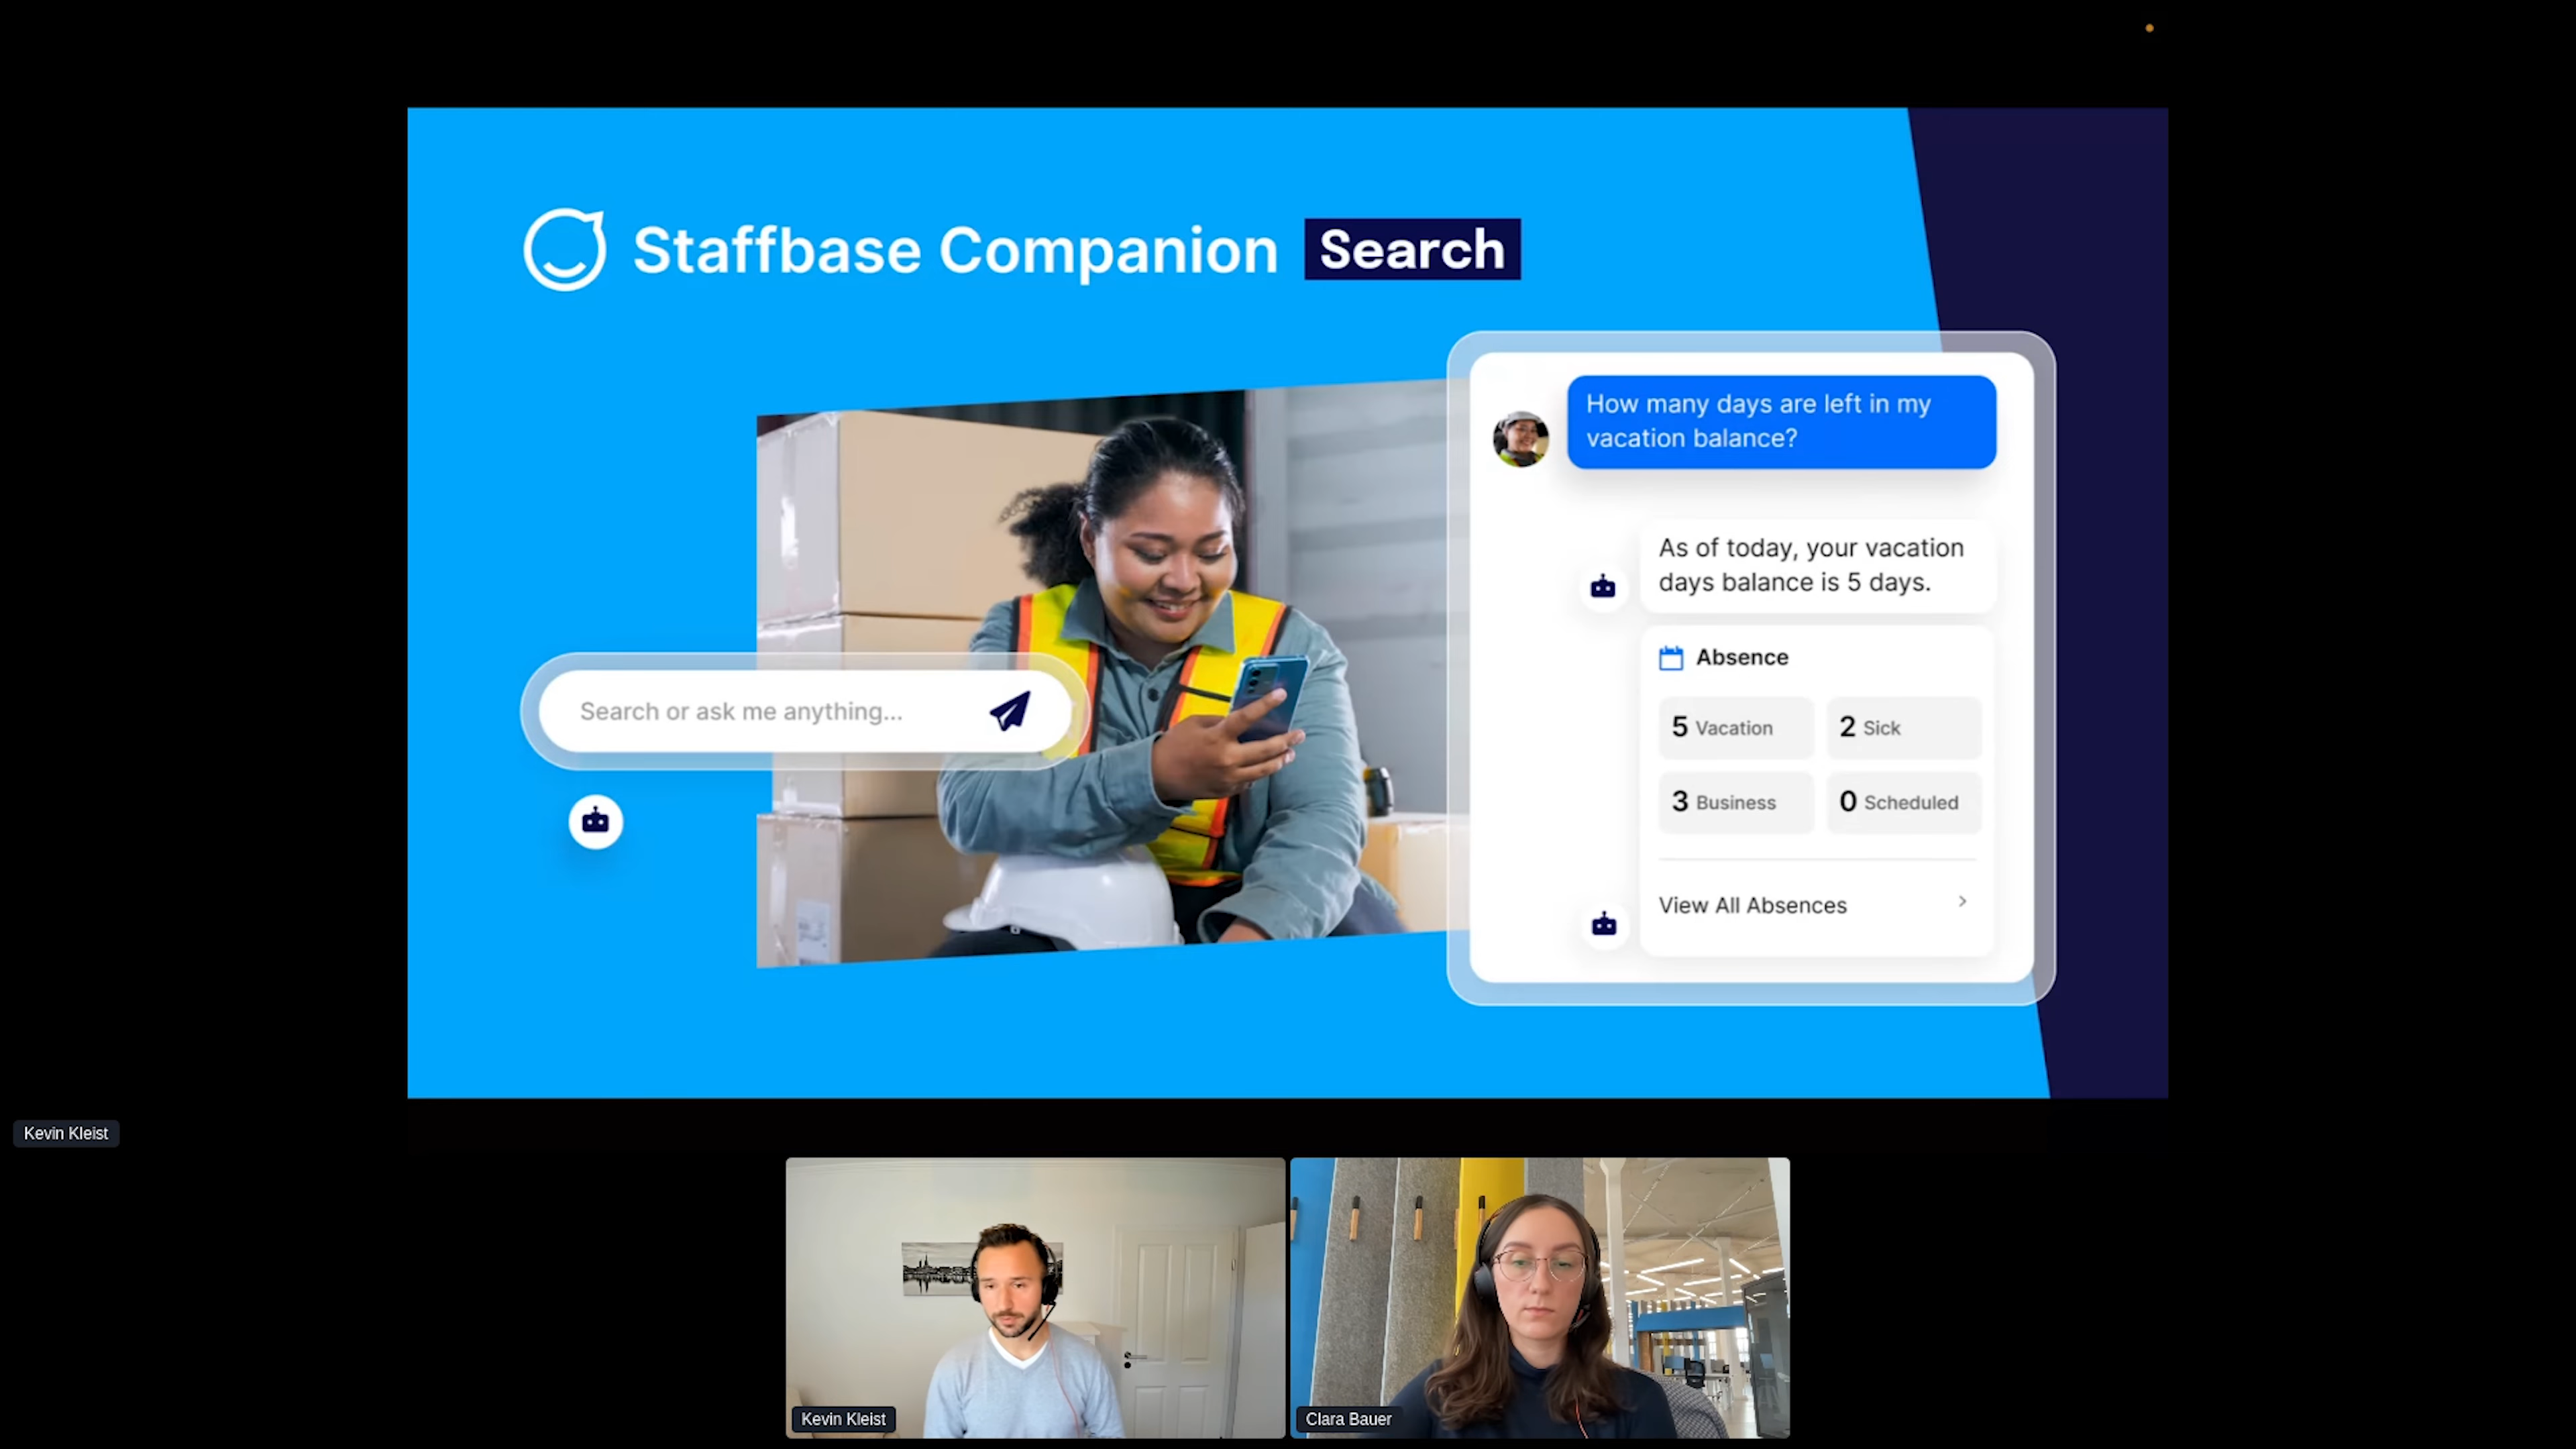 Staffbase Companion Search
How many days are left in my
vacation balance?
As of today, your vacation
days balance is 5 days.
Absence
5 Vacation
2 Sick
3 Business
0 Scheduled
View All Absences
Search or ask me anything...
Kevin Kleist
Kevin Kleist
Clara Bauer